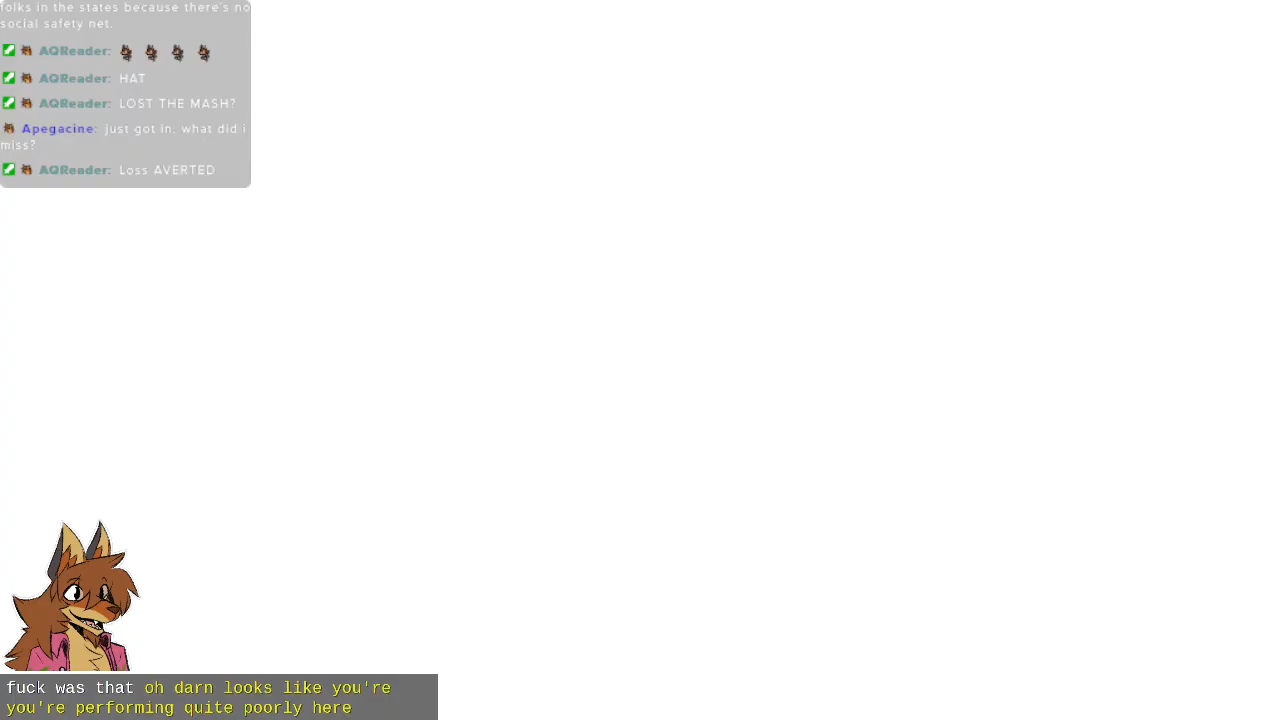 folks in the states because there's no
social safety net.
AQReader:
AQReader: HAT
AQReader: LOST THE MASH?
Apegacine: just got in, what did i
miss?
AQReader: Loss AVERTED
fuck was that oh darn looks like you're
you're performing quite poorly here